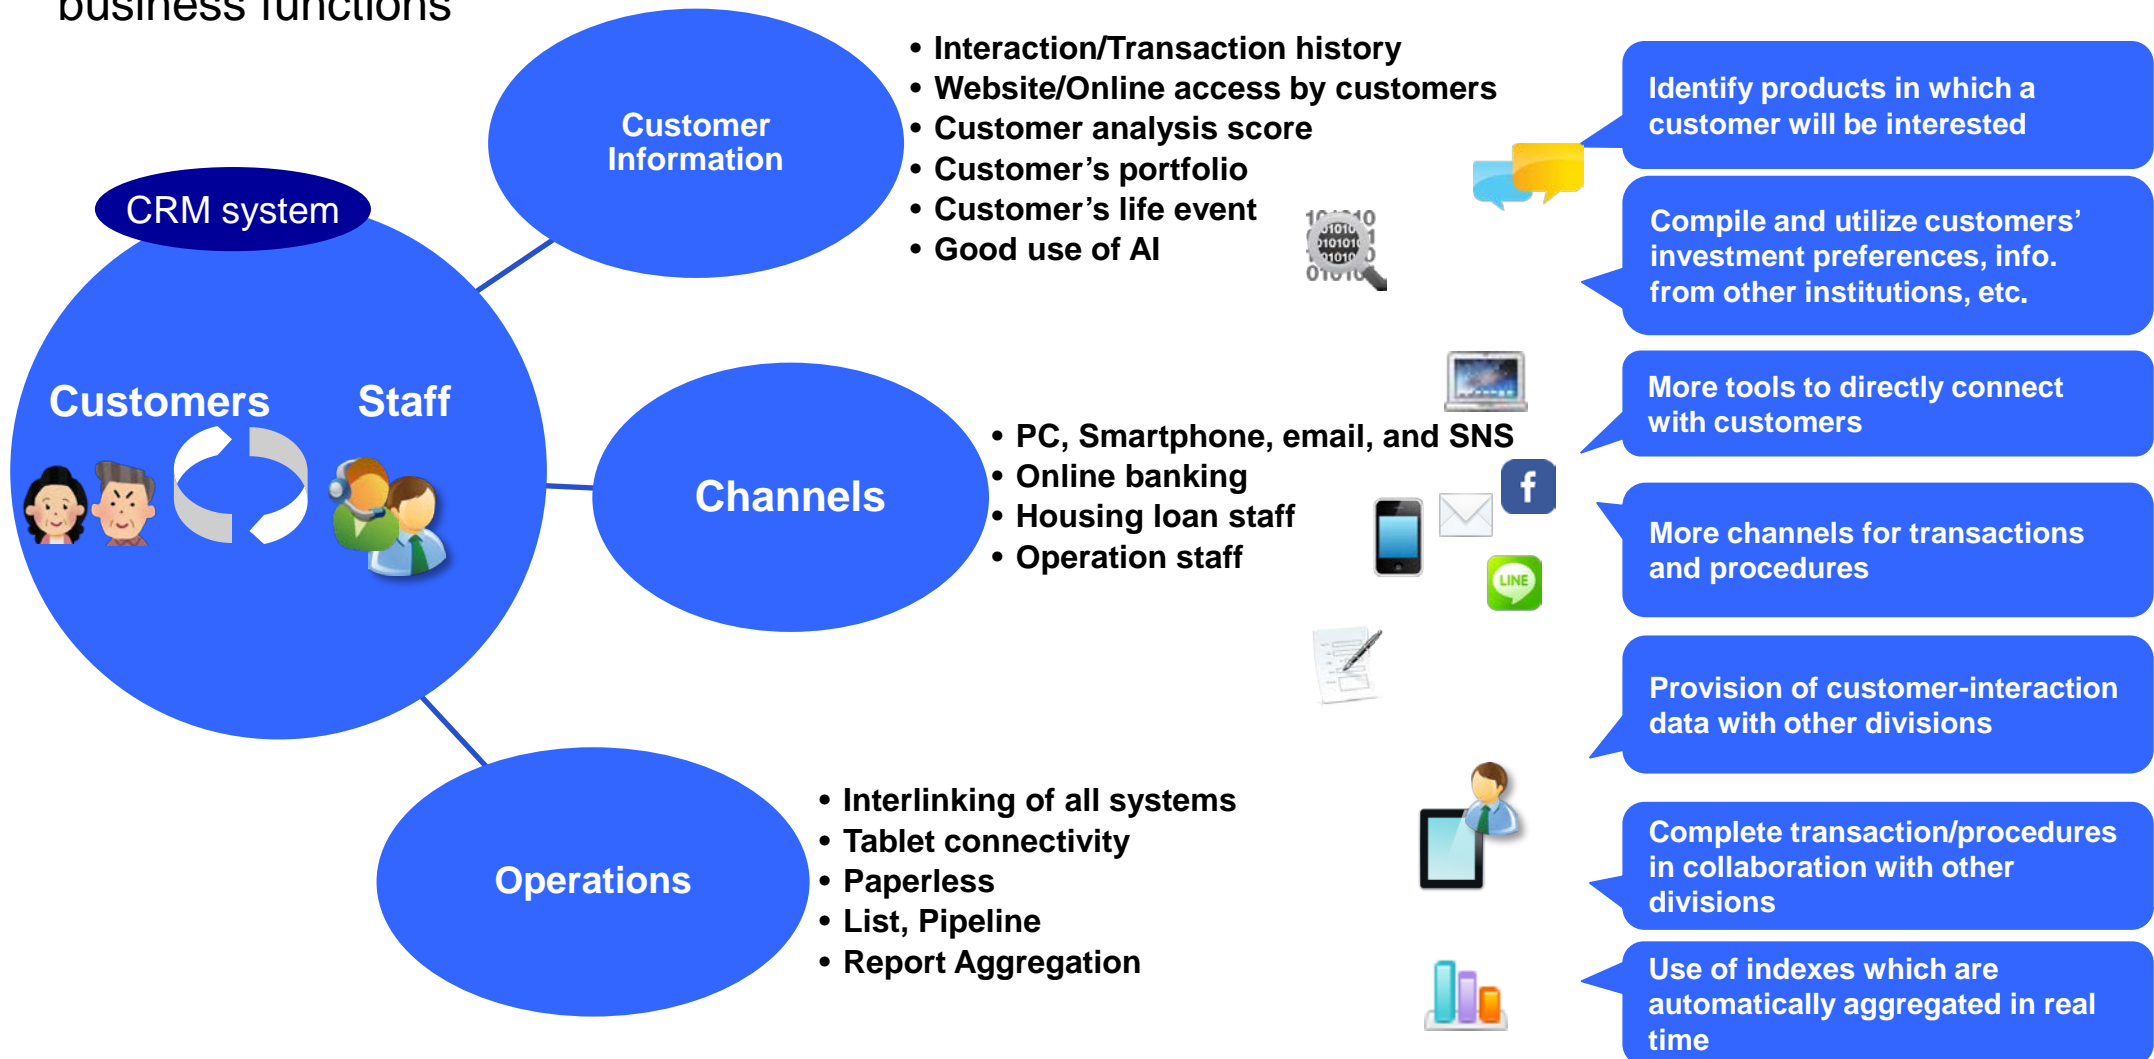 business functions
CRM system
Customers
Staff
Customer
Information
• Interaction/Transaction history
• Website/Online access by customers
• Customer analysis score
• Customer’s portfolio
• Customer’s life event
• Good use of AI
Identify products in which a
customer will be interested
Compile and utilize customers’
investment preferences, info.
from other institutions, etc.
Channels
• PC, Smartphone, email, and SNS
• Online banking
• Housing loan staff
• Operation staff
f
LINE
More tools to directly connect
with customers
More channels for transactions
and procedures
Operations
• Interlinking of all systems
• Tablet connectivity
• Paperless
• List, Pipeline
• Report Aggregation
Provision of customer-interaction
data with other divisions
Complete transaction/procedures
in collaboration with other
divisions
Use of indexes which are
automatically aggregated in real
time